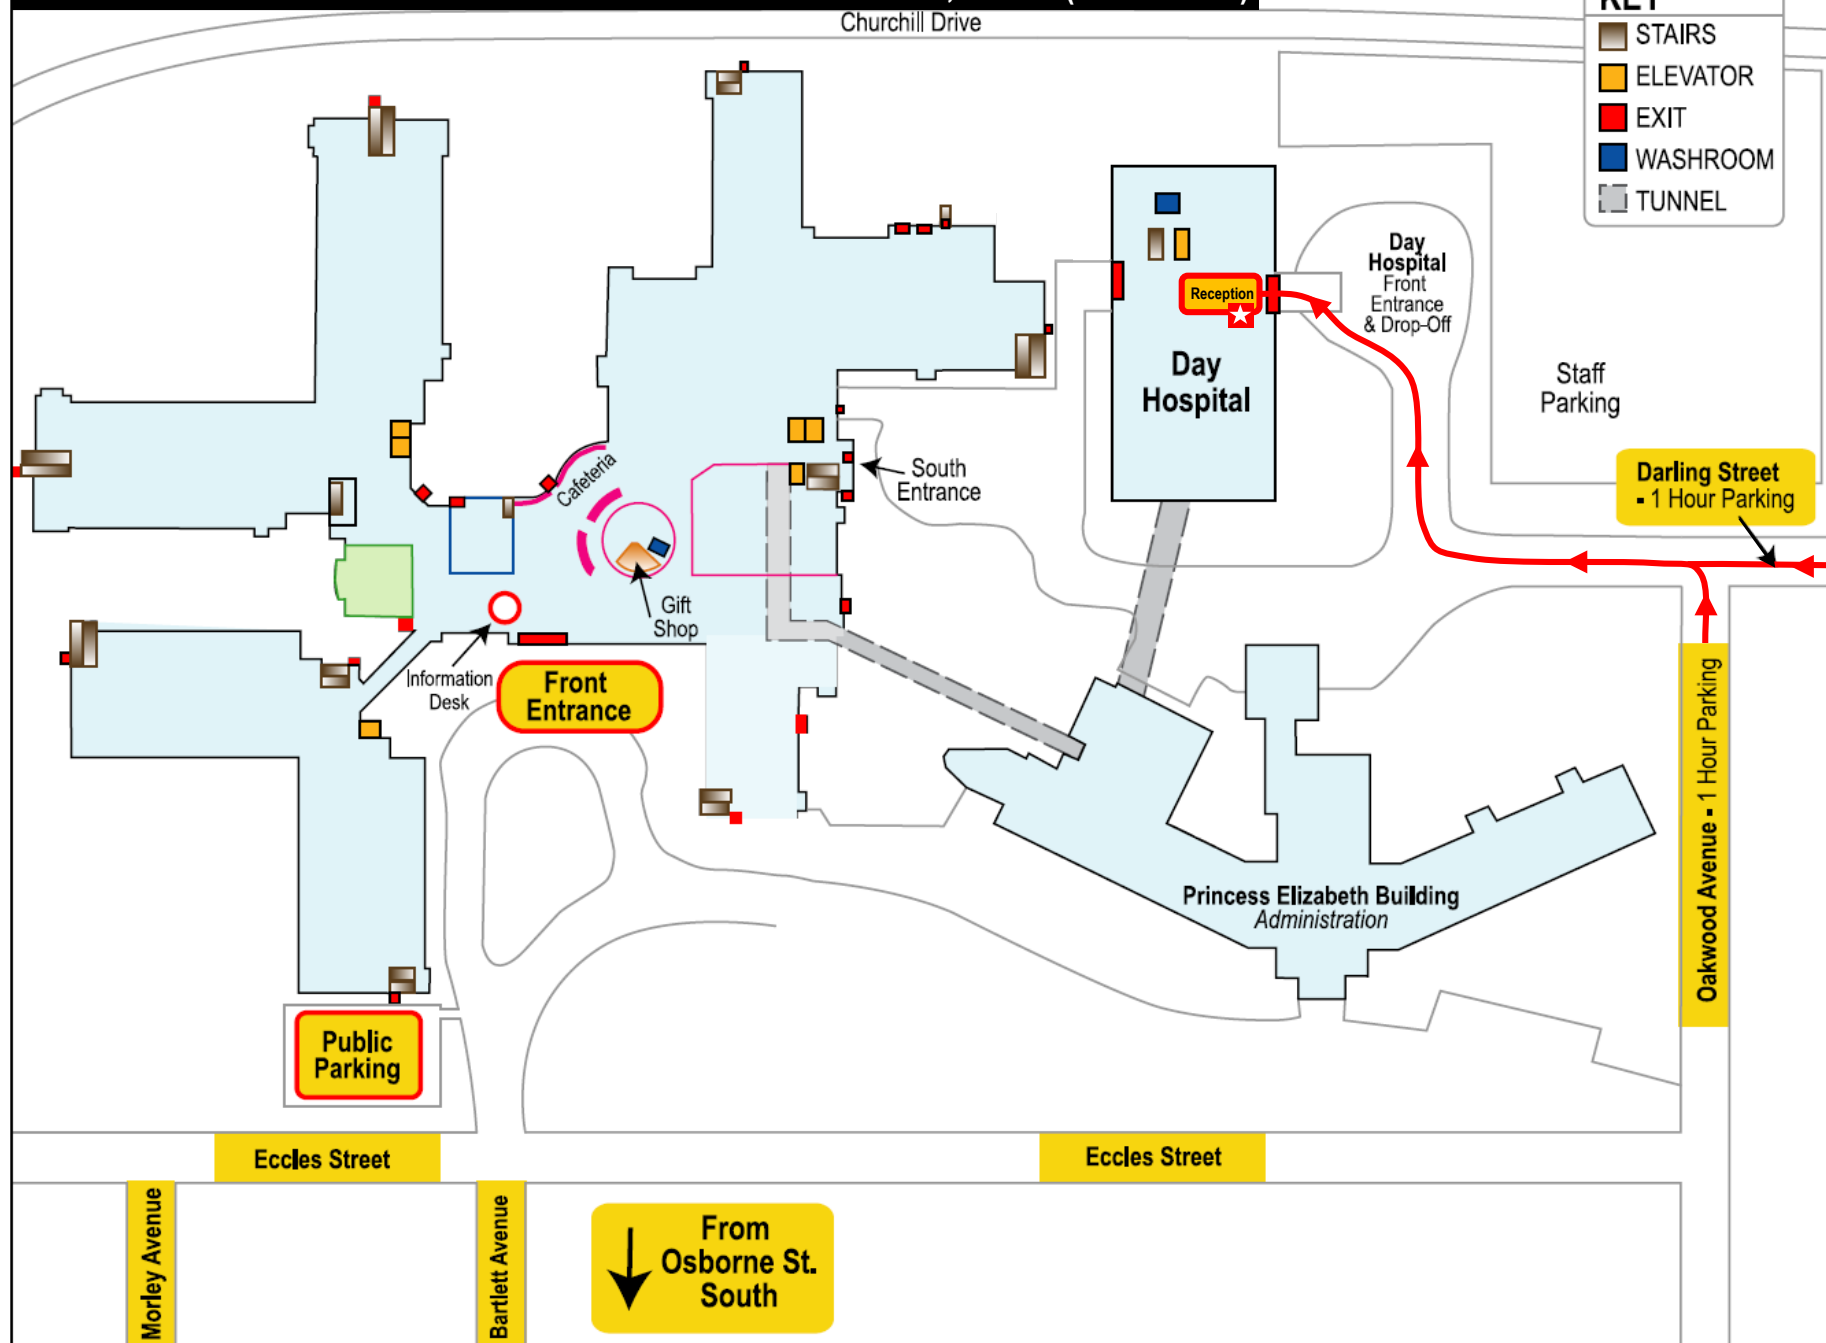 Churchill Drive
KEY
STAIRS
ELEVATOR
EXIT
WASHROOM
TUNNEL
Day
Hospital
Front
Entrance
& Drop-Off
Reception
Day
Hospital
Staff
Parking
Darling Street
- 1 Hour Parking
South
Entrance
Cafeteria
Gift
Shop
Information
Desk
Front
Entrance
Oakwood Avenue - 1 Hour Parking
Princess Elizabeth Building
Administration
Public
Parking
Eccles Street
Eccles Street
Morley Avenue
Bartlett Avenue
From
Osborne St.
South